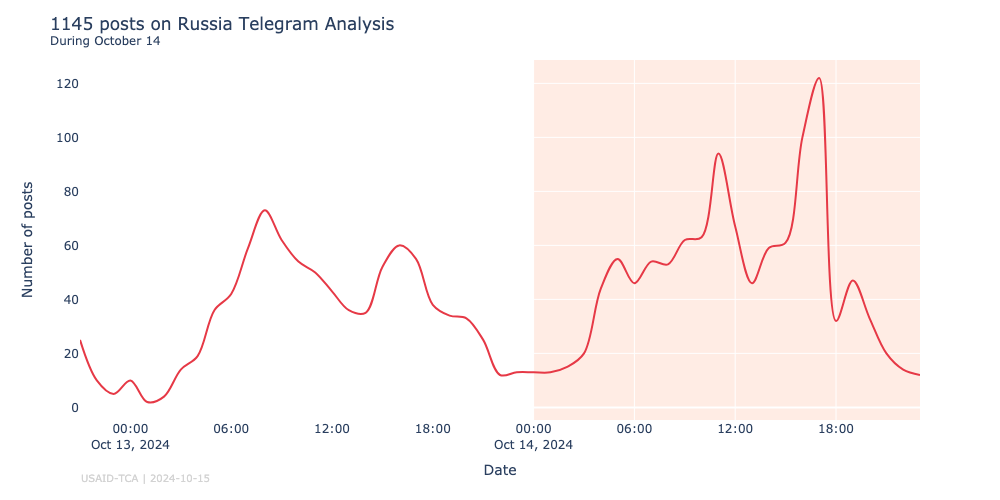 1145 posts on Russia Telegram Analysis
During October 14
120
100
80
60
40
20
0
Number of posts
00:00 06:00 12:00 18:00 00:00 06:00 12:00 18:00
Oct 13, 2024 Oct 14, 2024
Date
USAID-TCA | 2024-10-15